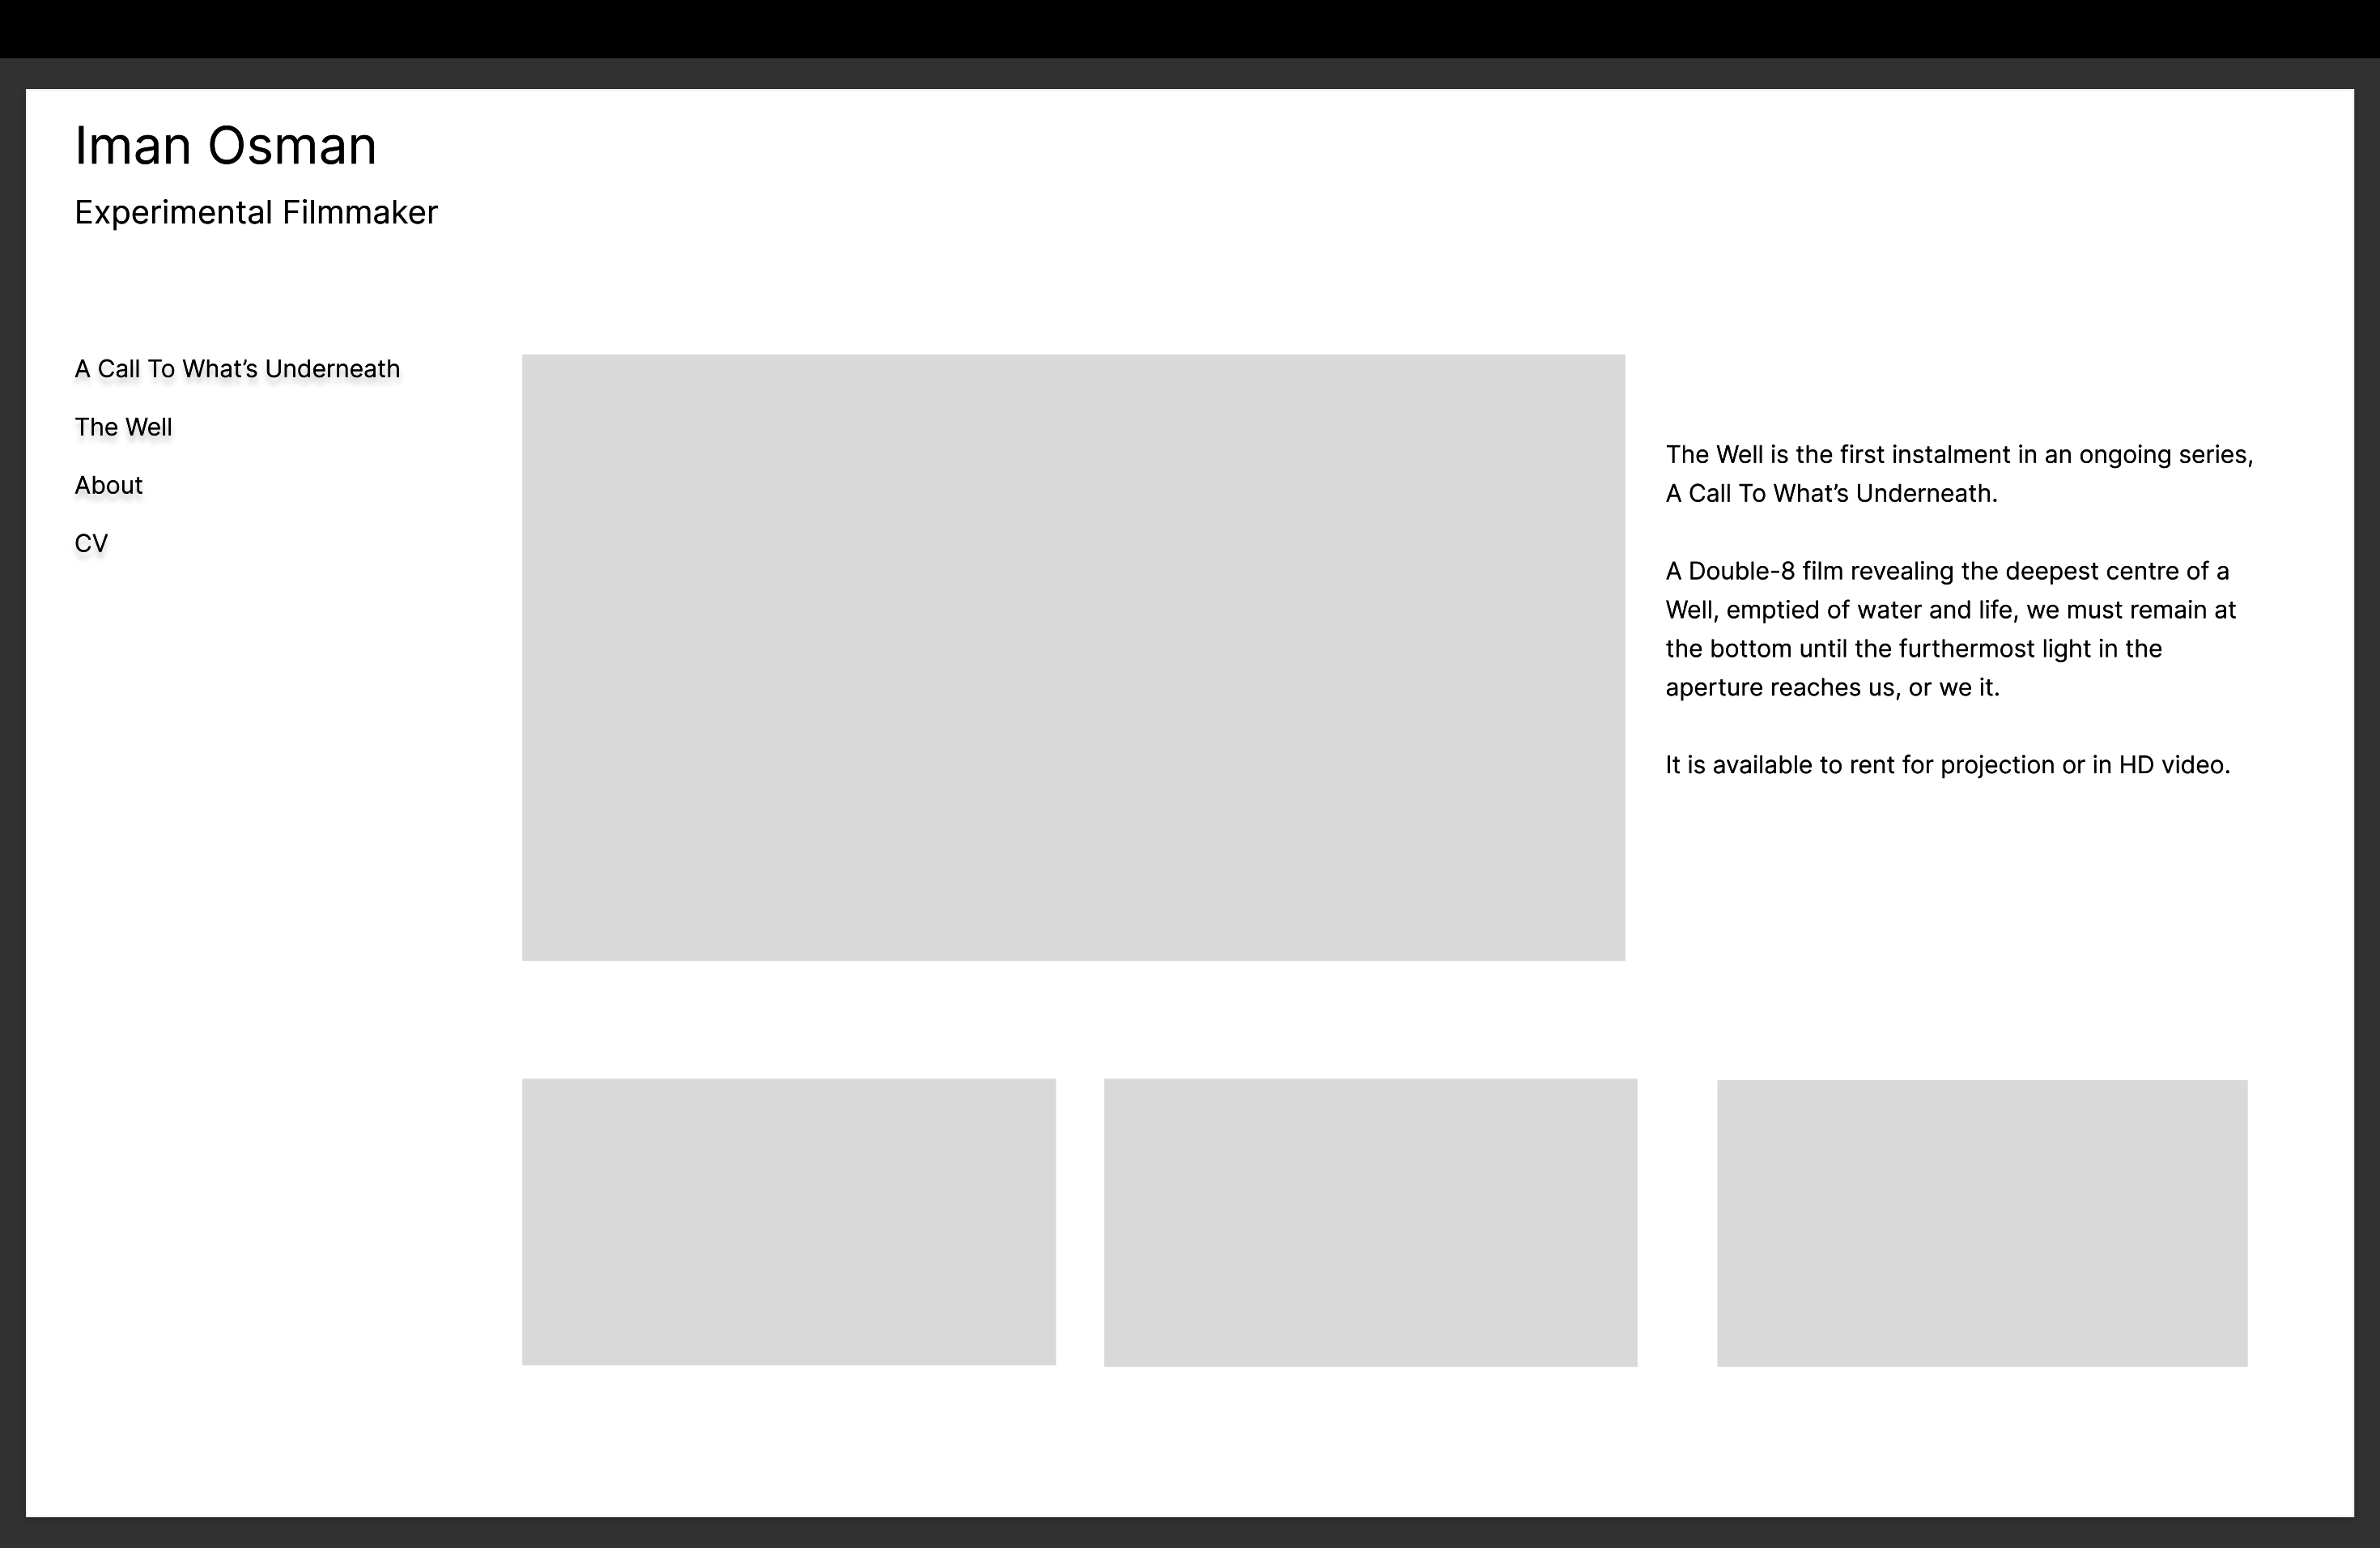 Iman Osman
Experimental Filmmaker
A Call To What’s Underneath
The Well
About
CV
The Well is the first instalment in an ongoing series,
A Call To What’s Underneath.
A Double-8 film revealing the deepest centre of a
Well, emptied of water and life, we must remain at
the bottom until the furthermost light in the
aperture reaches us, or we it.
It is available to rent for projection or in HD video.